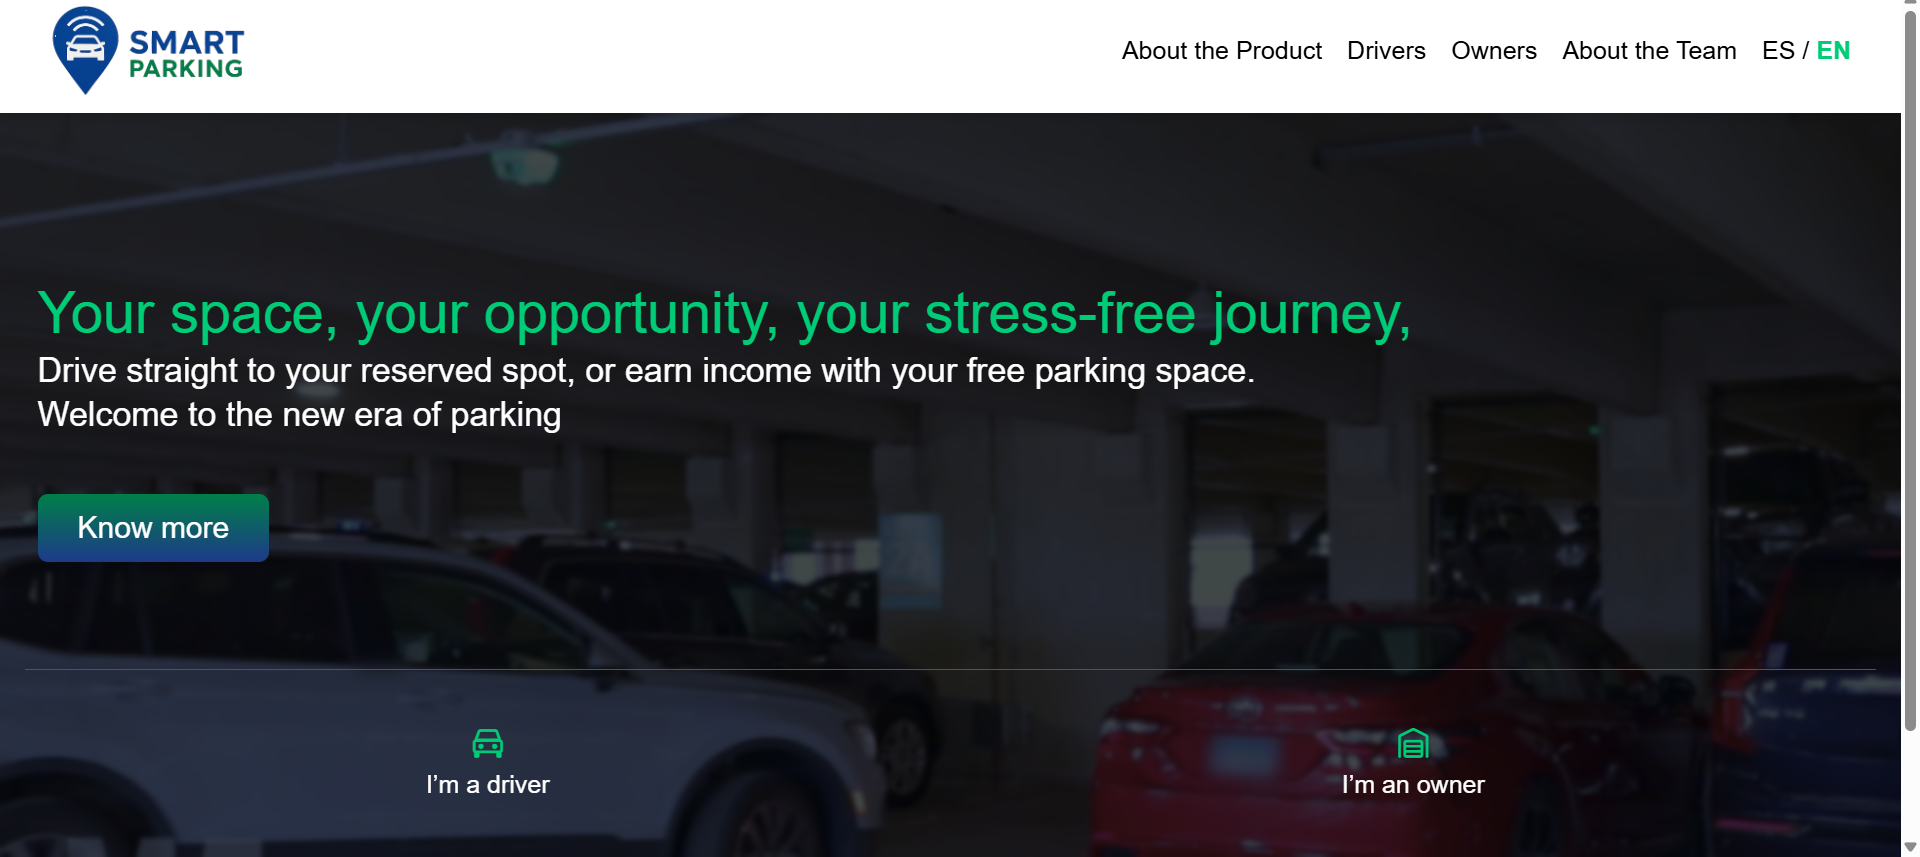 SMART
PARKING
About the Product Drivers Owners About the Team ES / EN
Your space, your opportunity, your stress-free journey,
Drive straight to your reserved spot, or earn income with your free parking space.
Welcome to the new era of parking
Know more
I’m a driver
I’m an owner